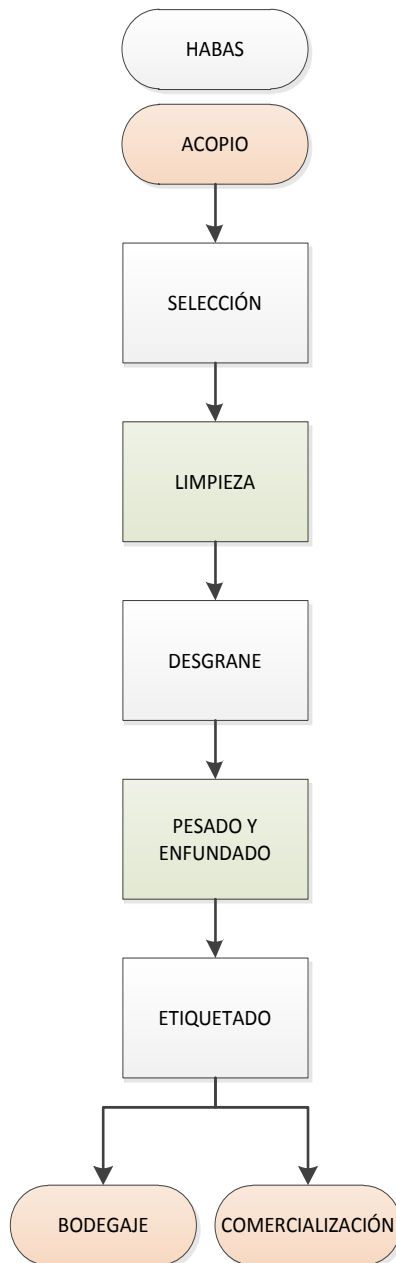 HABAS
ACOPIO
SELECCIÓN
LIMPIEZA
DESGRANE
PESADO Y
ENFUNDADO
ETIQUETADO
BODEGAJE
COMERCIALIZACIÓN